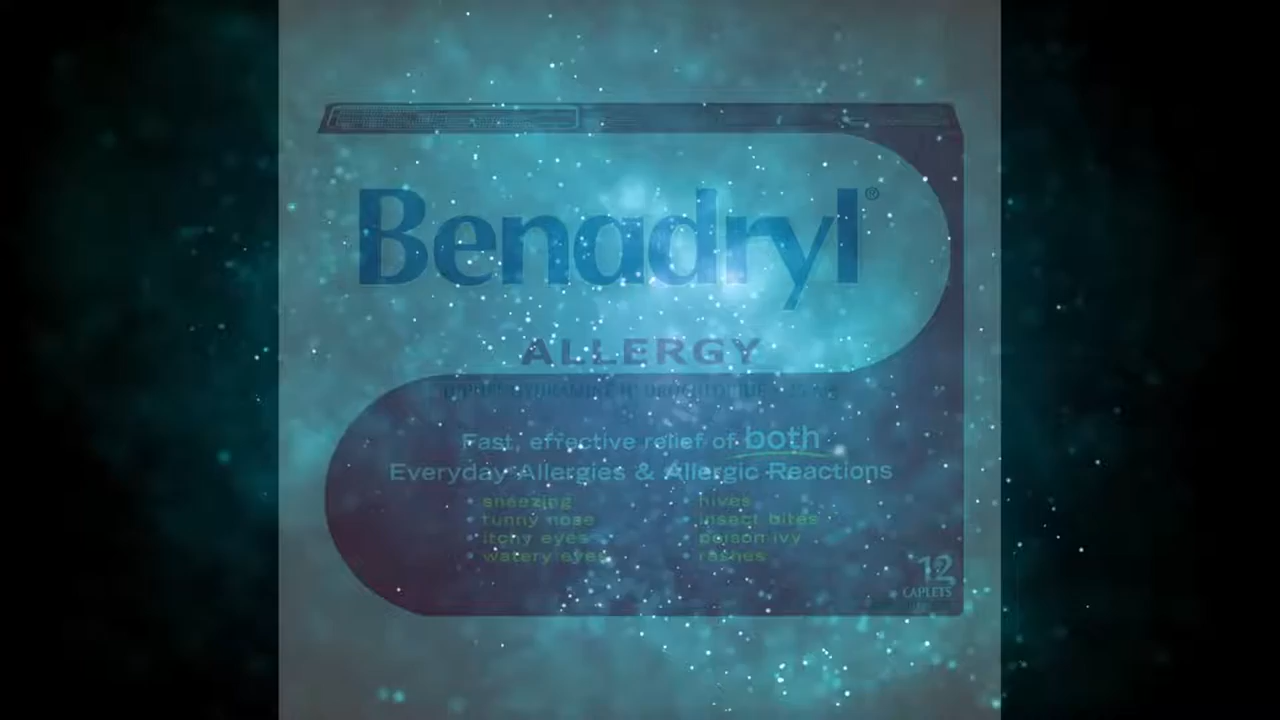 Benadryl®
ALLERGY
Fast, effective relief of both
Everyday Allergies & Allergic Reactions
• sneezing
• runny nose
• itchy eyes
• watery eyes
• hives
• insect bites
• poison ivy
• rashes
12
CAPLETS